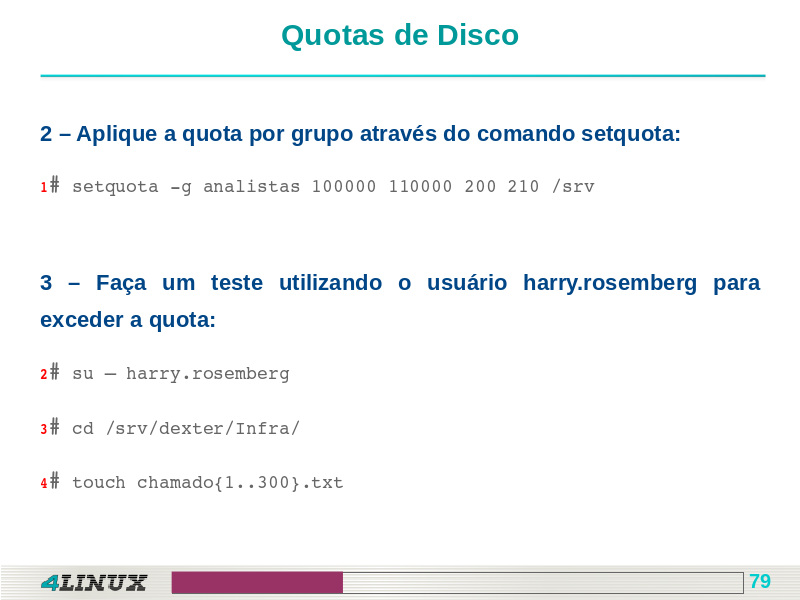 Quotas de Disco
2 – Aplique a quota por grupo através do comando setquota:
1# setquota -g analistas 100000 110000 200 210 /srv
3 – Faça um teste utilizando o usuário harry.rosemberg para
exceder a quota:
2# su – harry.rosemberg
3# cd /srv/dexter/Infra/
4# touch chamado{1..300}.txt
4LINUX
79